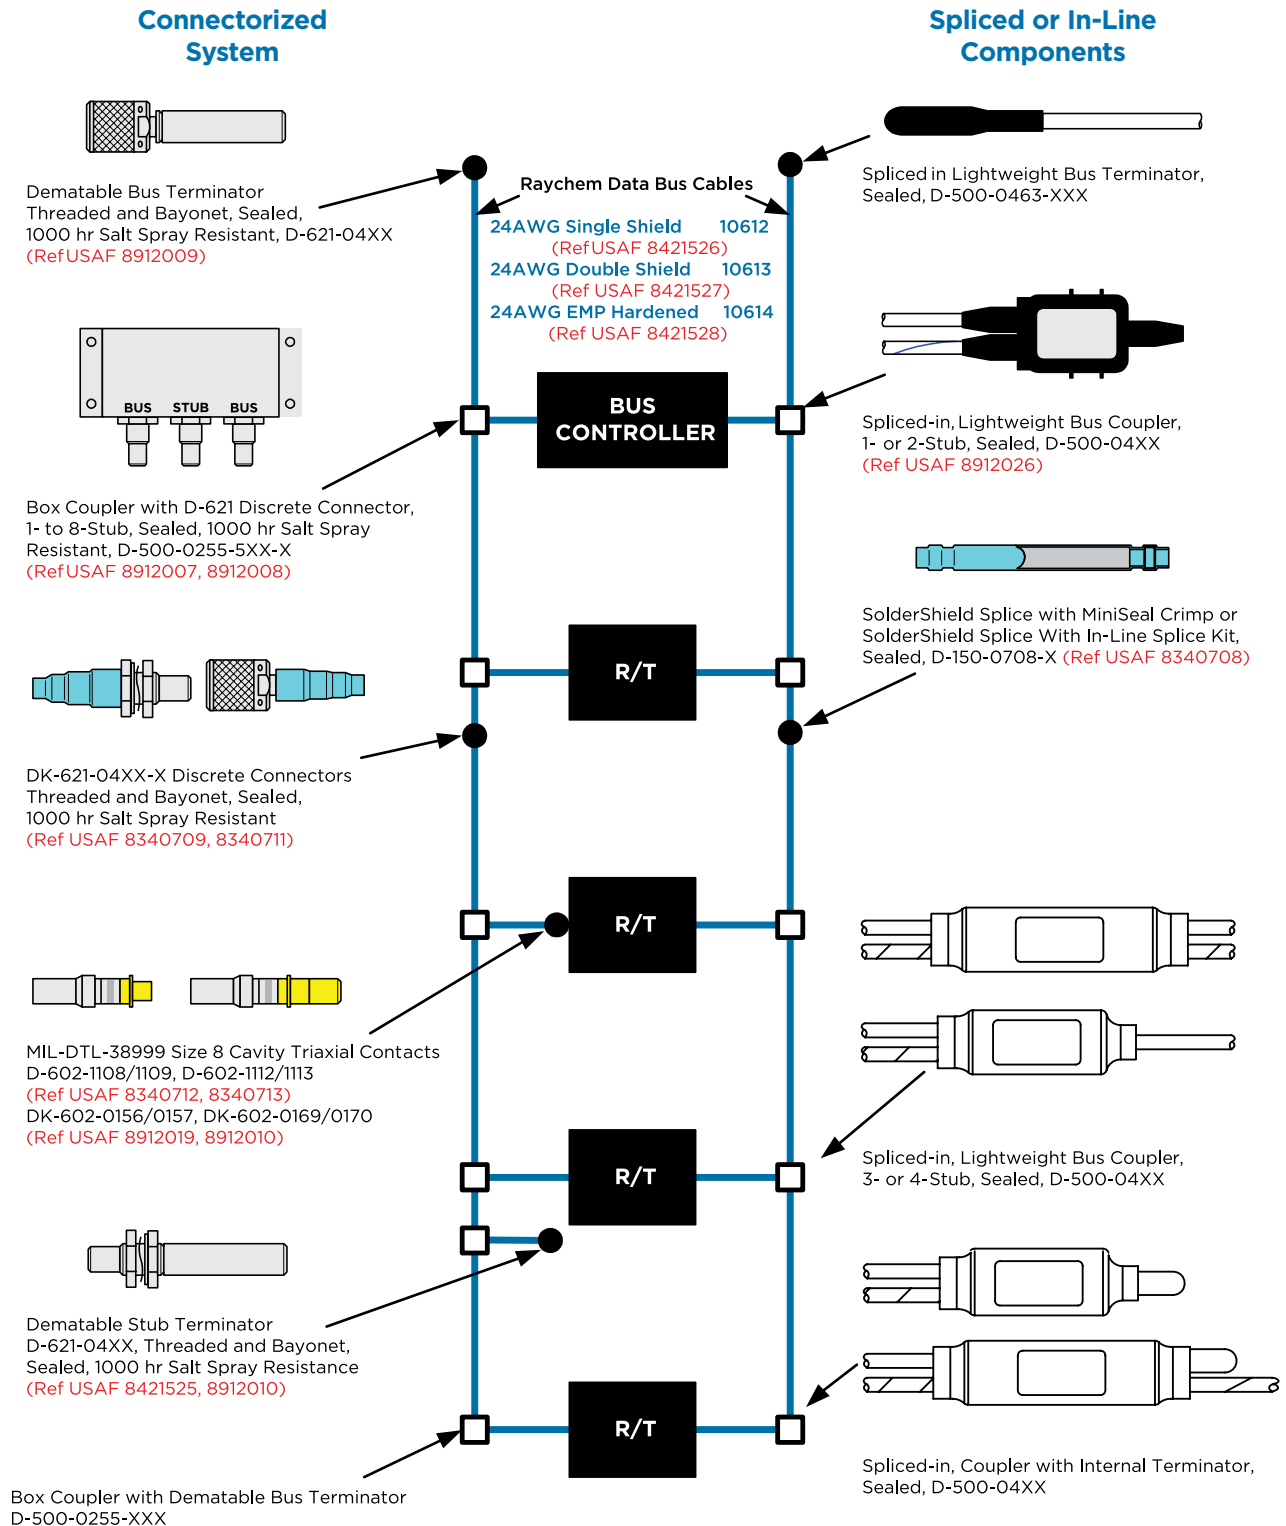 Connectorized
System
Spliced or In-Line
Components
Dematable Bus Terminator
Threaded and Bayonet, Sealed,
1000 hr Salt Spray Resistant, D-621-04XX
(Ref USAF 8912009)
Raychem Data Bus Cables
24AWG Single Shield 10612
(Ref USAF 8421526)
24AWG Double Shield 10613
(Ref USAF 8421527)
24AWG EMP Hardened 10614
(Ref USAF 8421528)
Spliced in Lightweight Bus Terminator,
Sealed, D-500-0463-XXX
BUS STUB BUS
BUS
CONTROLLER
Box Coupler with D-621 Discrete Connector,
1- to 8-Stub, Sealed, 1000 hr Salt Spray
Resistant, D-500-0255-5XX-X
(Ref USAF 8912007, 8912008)
Spliced-in, Lightweight Bus Coupler,
1- or 2-Stub, Sealed, D-500-04XX
(Ref USAF 8912026)
SolderShield Splice with MiniSeal Crimp or
SolderShield Splice With In-Line Splice Kit,
Sealed, D-150-0708-X (Ref USAF 8340708)
R/T
DK-621-04XX-X Discrete Connectors
Threaded and Bayonet, Sealed,
1000 hr Salt Spray Resistant
(Ref USAF 8340709, 8340711)
R/T
MIL-DTL-38999 Size 8 Cavity Triaxial Contacts
D-602-1108/1109, D-602-1112/1113
(Ref USAF 8340712, 8340713)
DK-602-0156/0157, DK-602-0169/0170
(Ref USAF 8912019, 8912010)
R/T
Spliced-in, Lightweight Bus Coupler,
3- or 4-Stub, Sealed, D-500-04XX
Dematable Stub Terminator
D-621-04XX, Threaded and Bayonet,
Sealed, 1000 hr Salt Spray Resistance
(Ref USAF 8421525, 8912010)
R/T
Box Coupler with Dematable Bus Terminator
D-500-0255-XXX
Spliced-in, Coupler with Internal Terminator,
Sealed, D-500-04XX